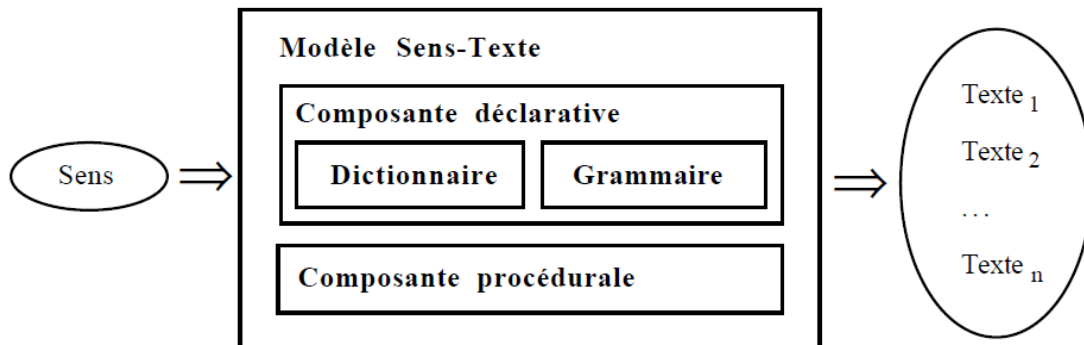 Modèle Sens-Texte
Composante déclarative
Dictionnaire
Grammaire
Composante procédurale
Sens
⇒
⇒
Texte 1
Texte 2
...
Texte n